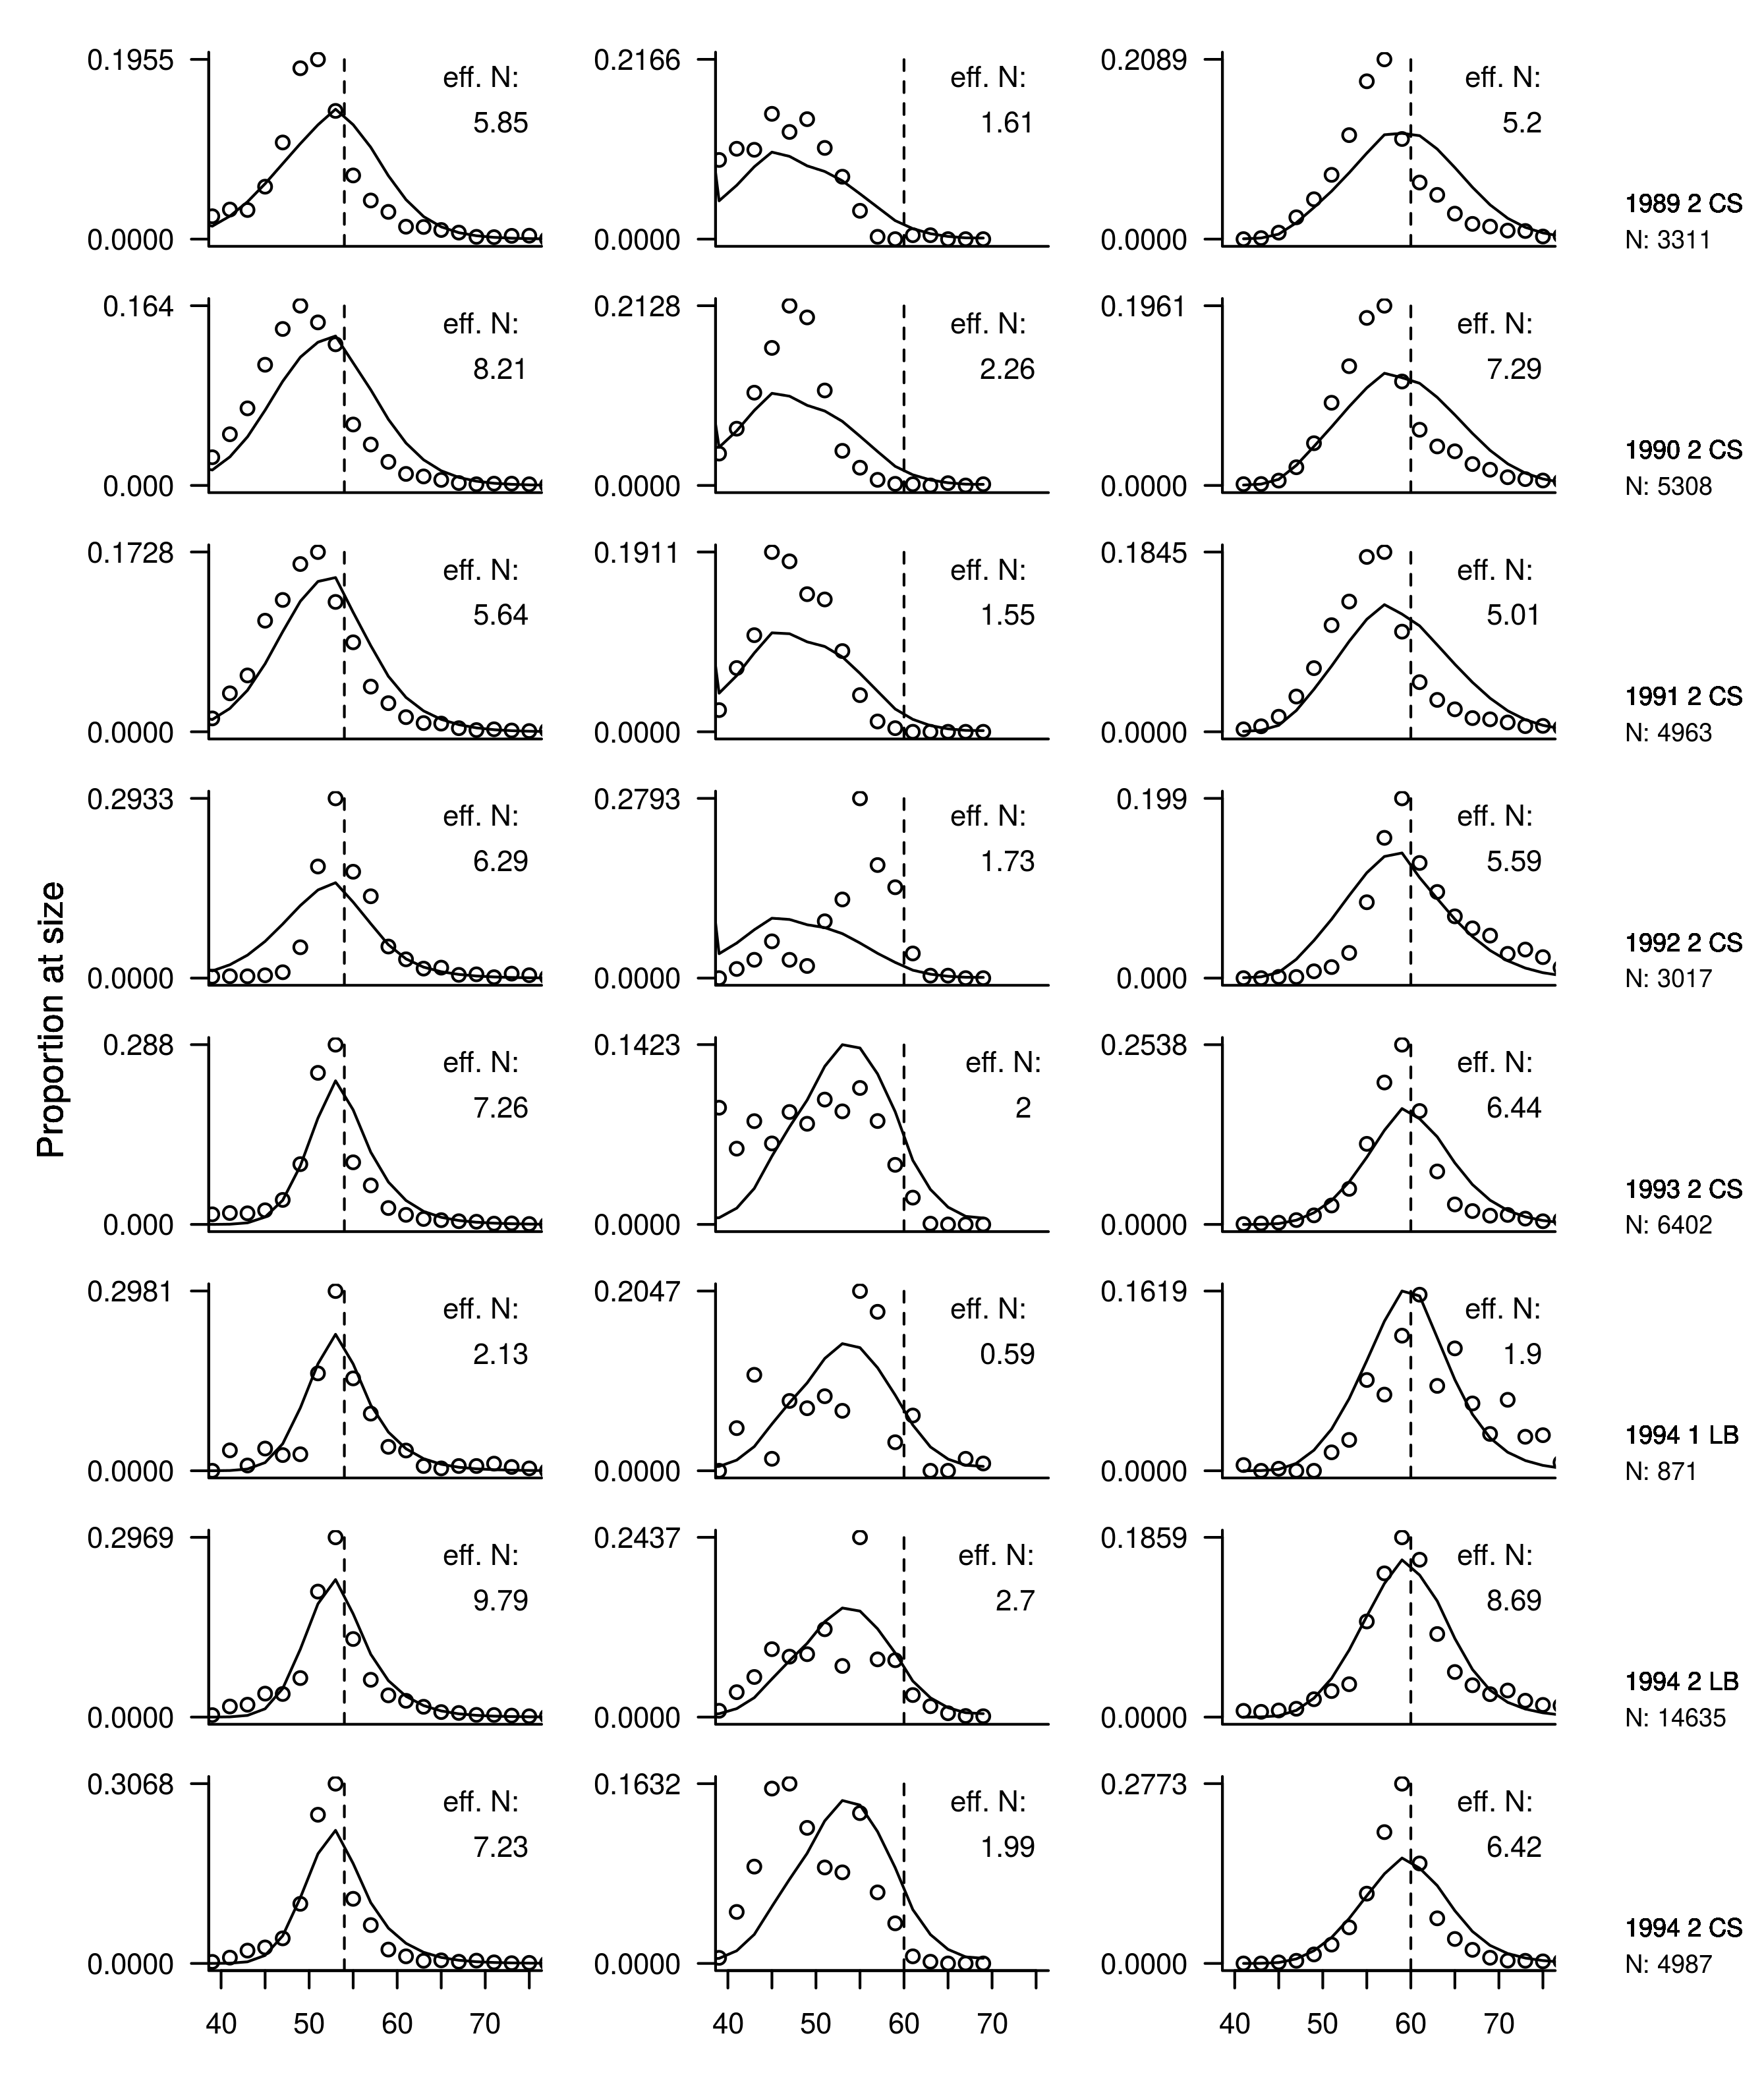 Proportion at size
0.1955
eff. N:
5.85
0.0000
0.2166
eff. N:
1.61
0.0000
0.2089
eff. N:
5.2
0.0000
1989 2 CS
N: 3311
0.164
eff. N:
8.21
0.000
0.2128
eff. N:
2.26
0.0000
0.1961
eff. N:
7.29
0.0000
1990 2 CS
N: 5308
0.1728
eff. N:
5.64
0.0000
0.1911
eff. N:
1.55
0.0000
0.1845
eff. N:
5.01
0.0000
1991 2 CS
N: 4963
0.2933
eff. N:
6.29
0.0000
0.2793
eff. N:
1.73
0.0000
0.199
eff. N:
5.59
0.000
1992 2 CS
N: 3017
0.288
eff. N:
7.26
0.000
0.1423
eff. N:
2
0.0000
0.2538
eff. N:
6.44
0.0000
1993 2 CS
N: 6402
0.2981
eff. N:
2.13
0.0000
0.2047
eff. N:
0.59
0.0000
0.1619
eff. N:
1.9
0.0000
1994 1 LB
N: 871
0.2969
eff. N:
9.79
0.0000
0.2437
eff. N:
2.7
0.0000
0.1859
eff. N:
8.69
0.0000
1994 2 LB
N: 14635
0.3068
eff. N:
7.23
0.0000
0.1632
eff. N:
1.99
0.0000
0.2773
eff. N:
6.42
0.0000
1994 2 CS
N: 4987
40 50 60 70
40 50 60 70
40 50 60 70